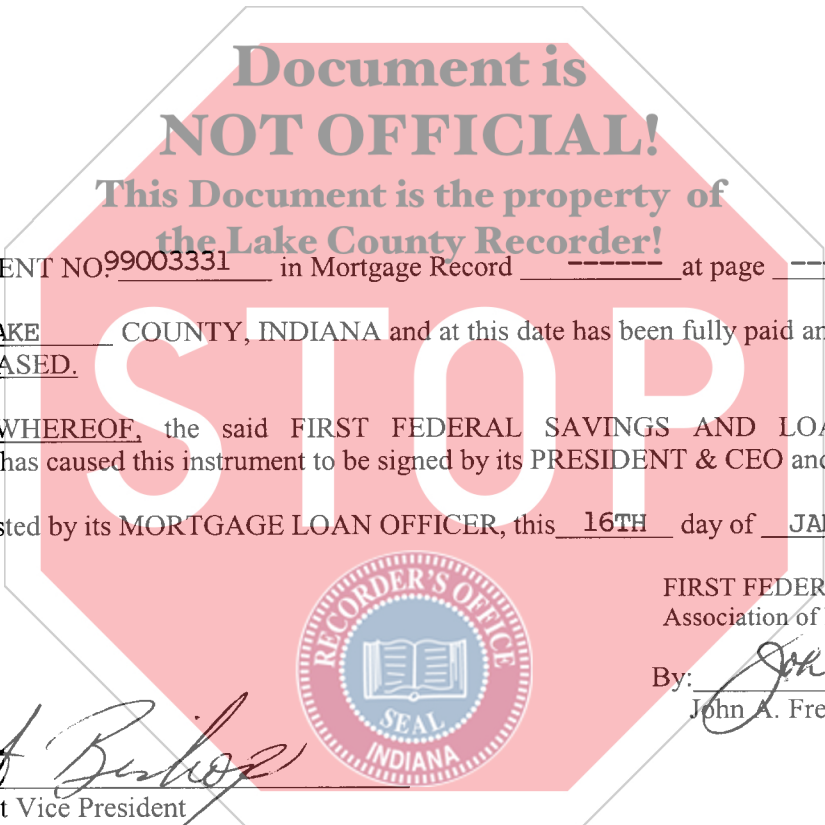 Document is
NOT OFFICIAL!
This Document is the property of
the Lake County Recorder!
ENT NO. 99003331 in Mortgage Record ------ at page --
AKE COUNTY, INDIANA and at this date has been fully paid an
ASED.
STOP
WHEREOF, the said FIRST FEDERAL SAVINGS AND LOA
has caused this instrument to be signed by its PRESIDENT & CEO and
sted by its MORTGAGE LOAN OFFICER, this 16TH day of JAN
FIRST FEDER
Association of
By: Joh
John A. Fre
RECORDER'S OFFICE
SEAL
INDIANA
Bishop
t Vice President